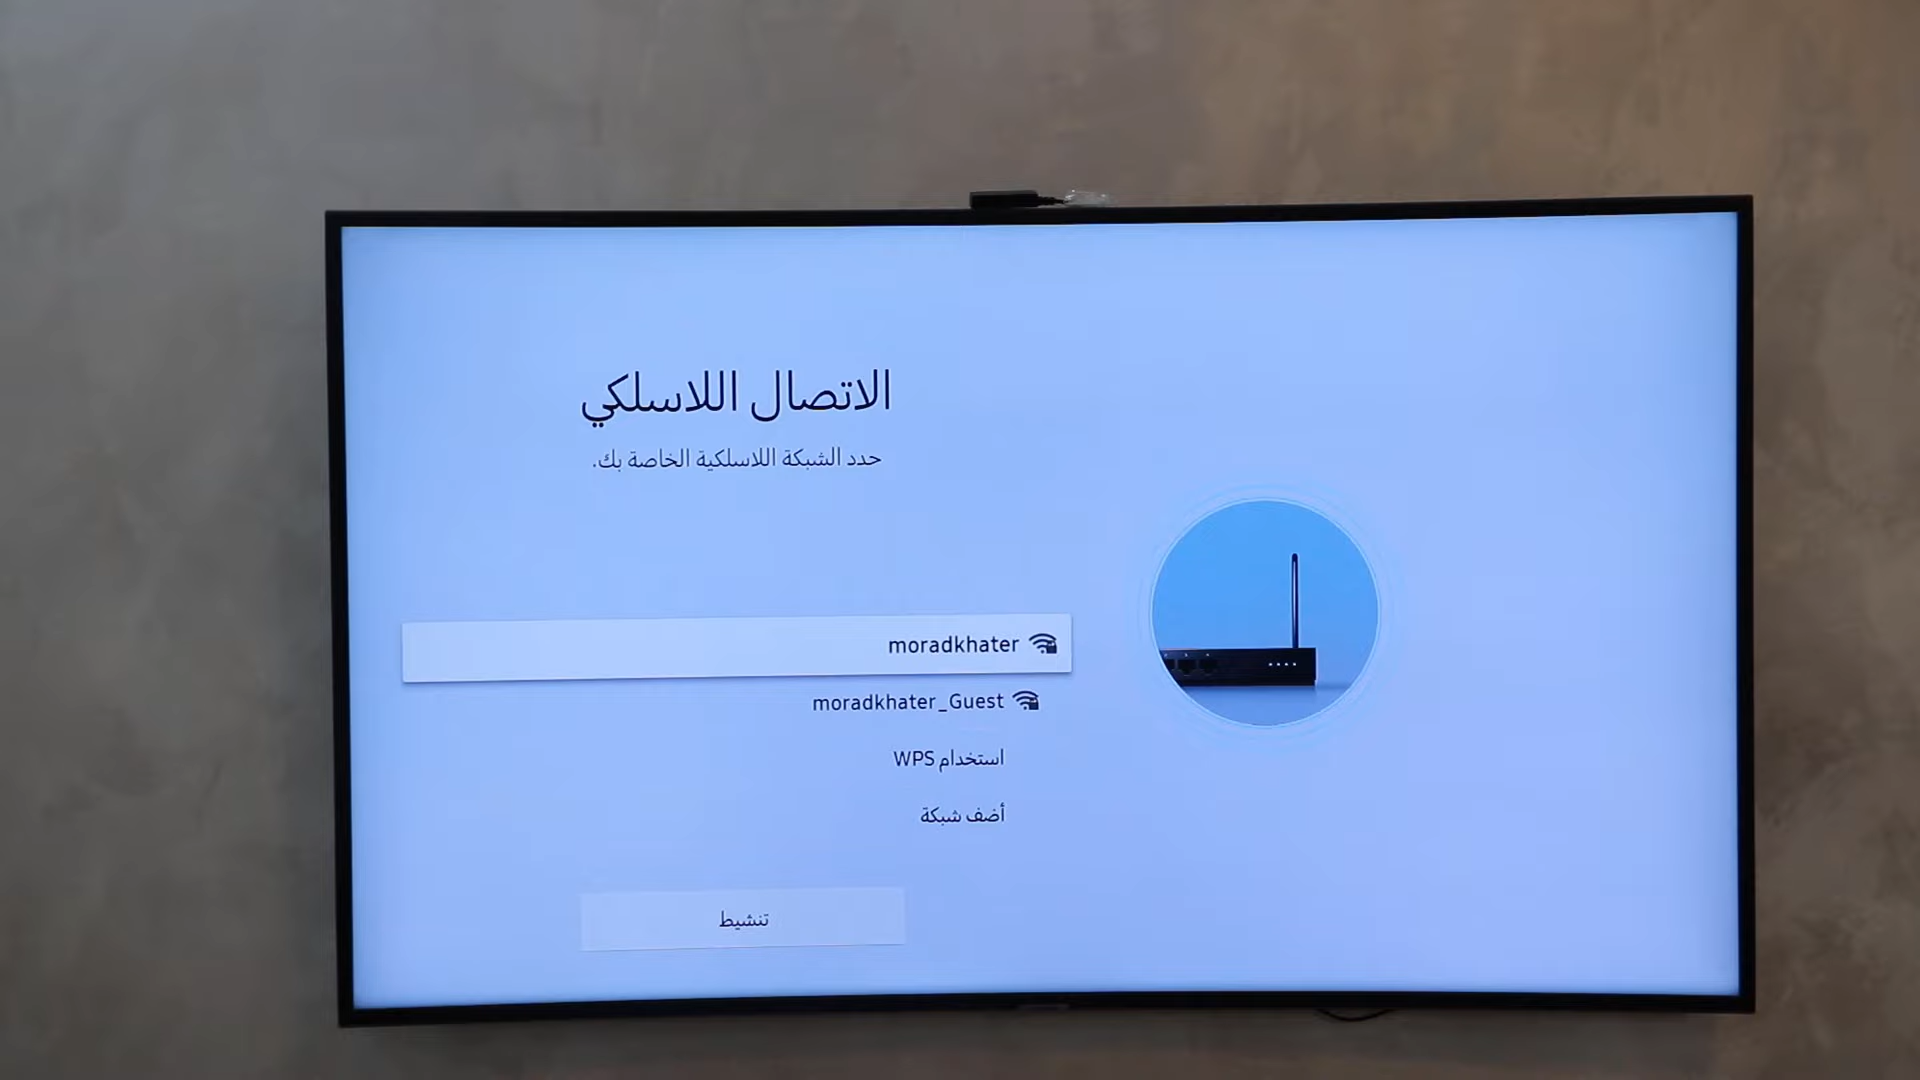 الاتصال اللاسلكي
حدد الشبكة اللاسلكية الخاصة بك.
moradkhater
moradkhater_Guest
استخدام WPS
أضف شبكة
تنشيط